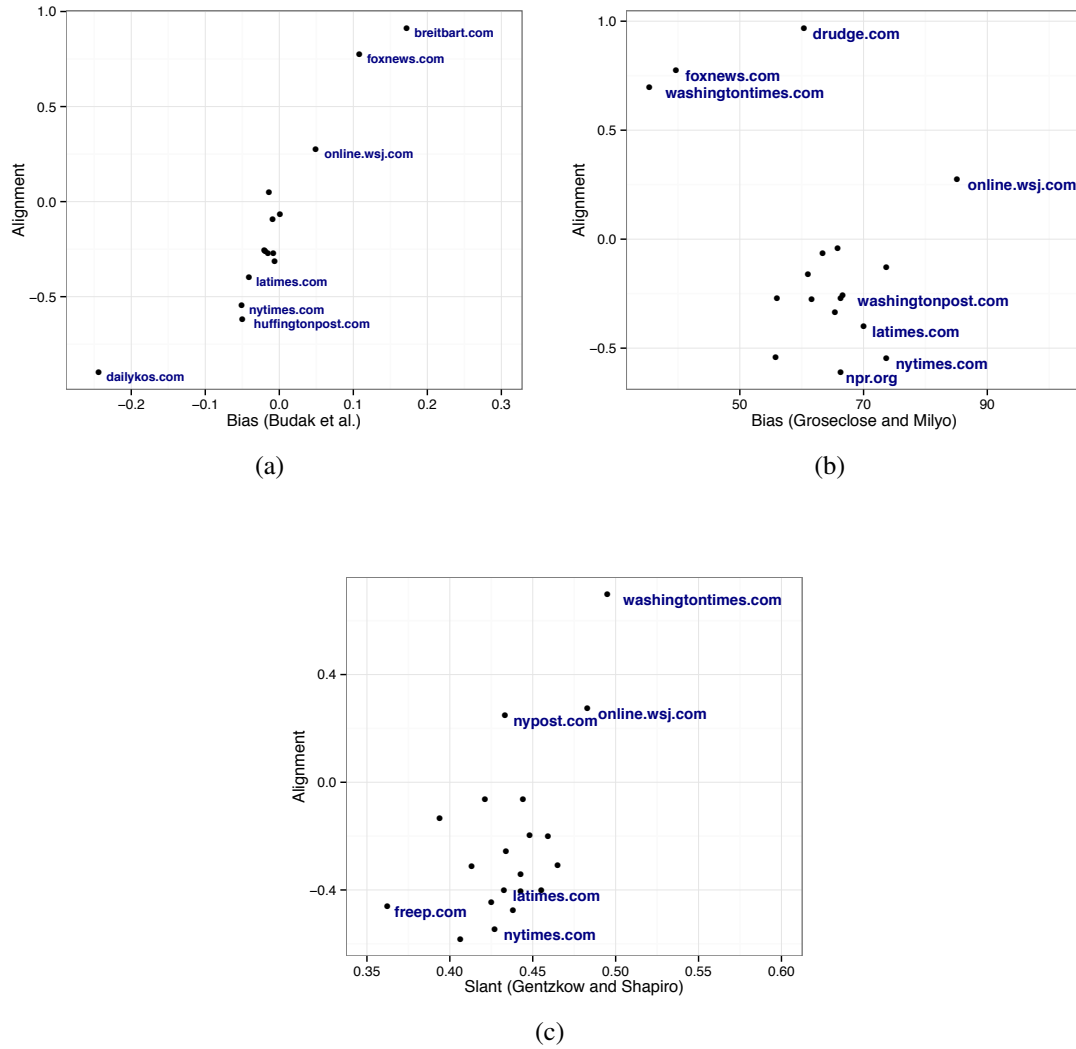 1.0
0.5
0.0
−0.5
Alignment
breitbart.com
foxnews.com
online.wsj.com
latimes.com
nytimes.com
huffingtonpost.com
dailykos.com
−0.2 −0.1 0.0 0.1 0.2 0.3
Bias (Budak et al.)
(a)
1.0
0.5
0.0
−0.5
Alignment
drudge.com
foxnews.com
washingtontimes.com
online.wsj.com
washingtonpost.com
latimes.com
nytimes.com
npr.org
50 70 90
Bias (Groseclose and Milyo)
(b)
0.4
0.0
−0.4
Alignment
washingtontimes.com
nypost.com online.wsj.com
latimes.com
freep.com
nytimes.com
0.35 0.40 0.45 0.50 0.55 0.60
Slant (Gentzkow and Shapiro)
(c)